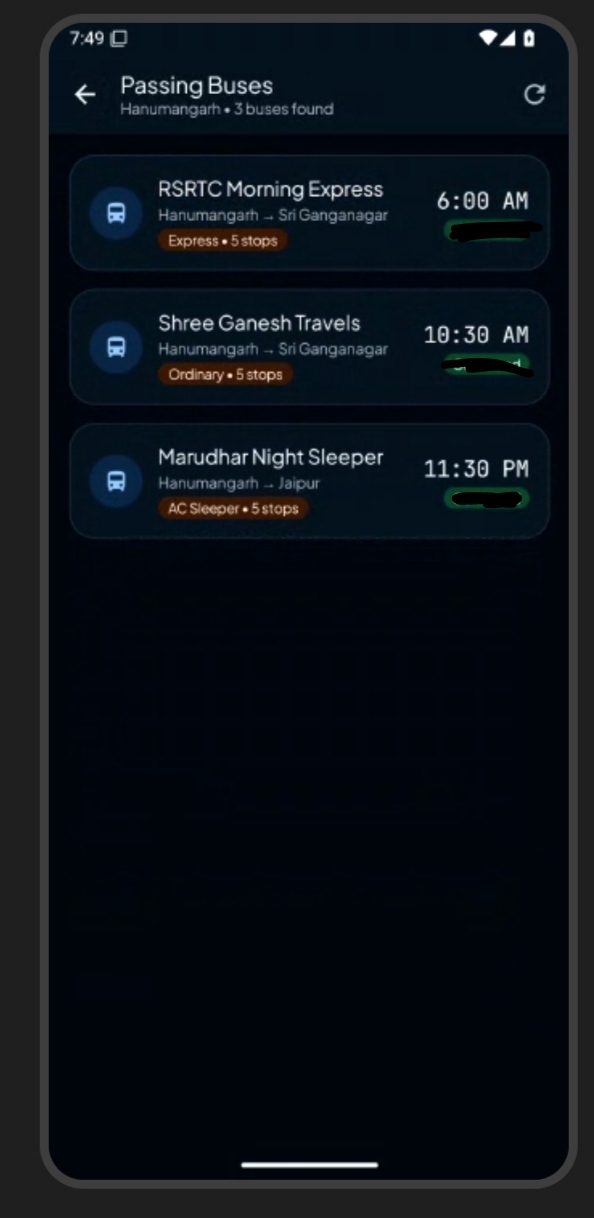 7:49
Passing Buses
Hanumangarh • 3 buses found
RSRTC Morning Express
6:00 AM
Hanumangarh → Sri Ganganagar
Express • 5 stops
Shree Ganesh Travels
10:30 AM
Hanumangarh → Sri Ganganagar
Ordinary • 5 stops
Marudhar Night Sleeper
11:30 PM
Hanumangarh → Jaipur
AC Sleeper • 5 stops